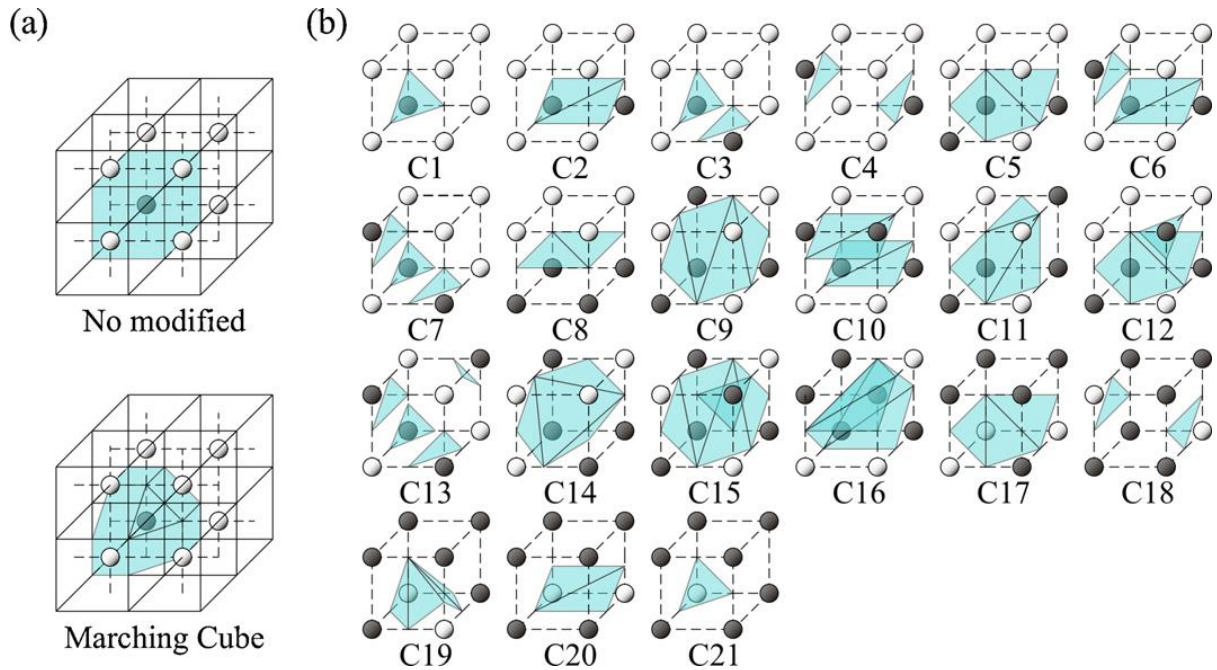 (a)
(b)
No modified
Marching Cube
C1 C2 C3 C4 C5 C6
C7 C8 C9 C10 C11 C12
C13 C14 C15 C16 C17 C18
C19 C20 C21